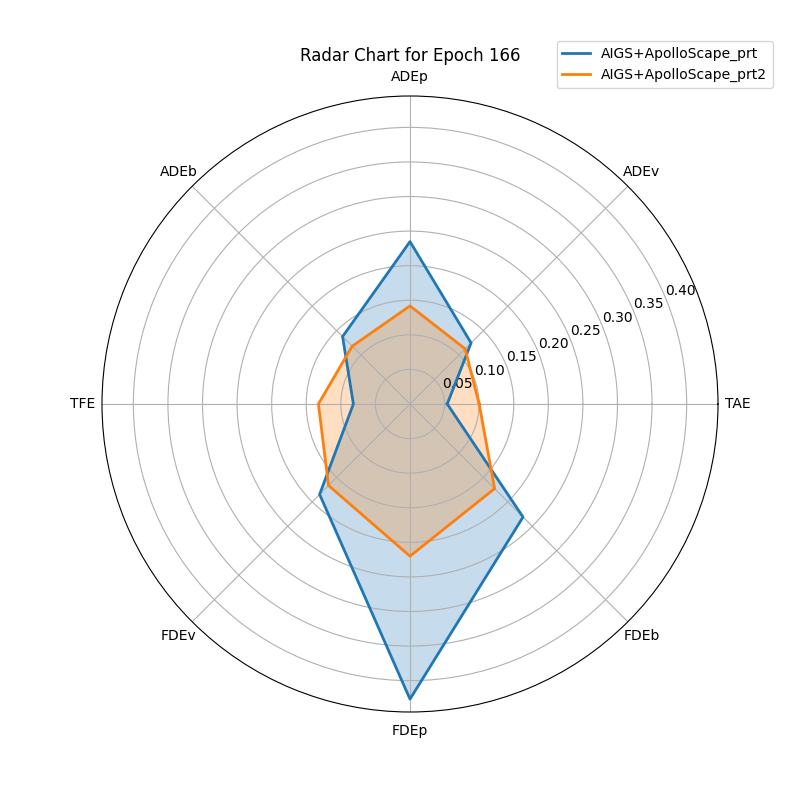 Radar Chart for Epoch 166
AIGS+ApolloScape_prt
AIGS+ApolloScape_prt2
ADEp
ADEb
ADEv
0.40
0.35
0.30
0.25
0.20
0.15
0.10
0.05
TFE
TAE
FDEv
FDEb
FDEp